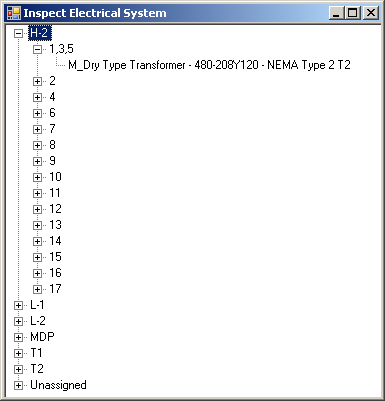 Inspect Electrical System
H-2
1,3,5
M_Dry Type Transformer - 480-208Y120 - NEMA Type 2 T2
2
4
6
7
8
9
10
11
12
13
14
15
16
17
L-1
L-2
MDP
T1
T2
Unassigned